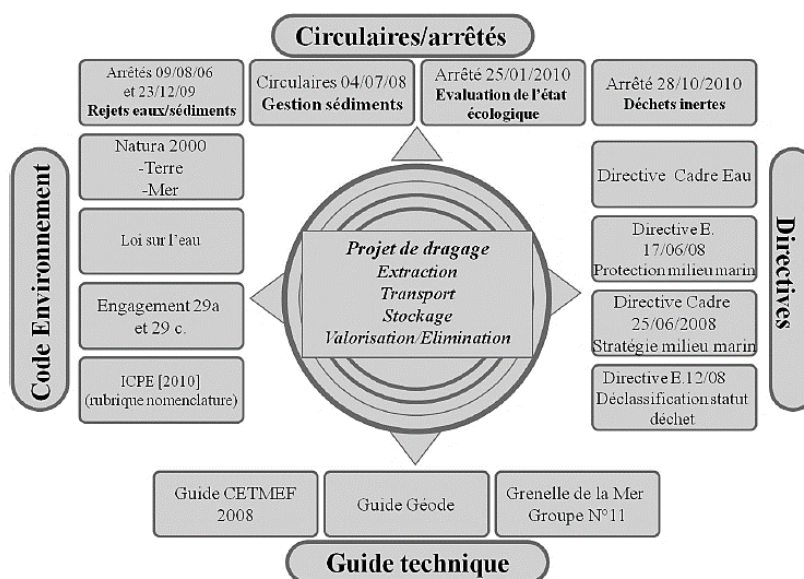 Circulaires/arrêtés
Arrêtés 09/08/06
et 23/12/09
Rejets eaux/sédiments
Circulaires 04/07/08
Gestion sédiments
Arrêté 25/01/2010
Evaluation de l'état
écologique
Arrêté 28/10/2010
Déchets inertes
Code Environnement
Natura 2000
-Terre
-Mer
Loi sur l'eau
Engagement 29a
et 29 c.
ICPE [2010]
(rubrique nomenclature)
Projet de dragage
Extraction
Transport
Stockage
Valorisation/Elimination
Directive Cadre Eau
Directive E.
17/06/08
Protection milieu marin
Directive Cadre
25/06/2008
Stratégie milieu marin
Directive E.12/08
Déclassification statut
déchet
Directives
Guide CETMEF
2008
Guide Géode
Grenelle de la Mer
Groupe N°11
Guide technique